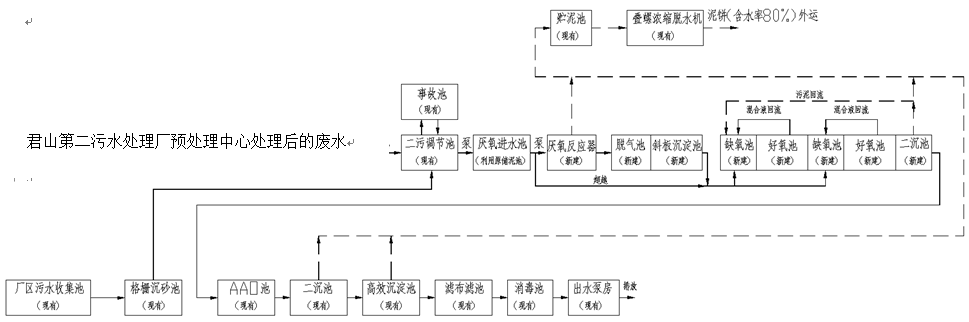 贮泥池
(现有)
叠螺浓缩脱水机
(现有)
泥饼(含水率80%)外运
污泥回流
混合液回流
混合液回流
事故池
(现有)
君山第二污水处理厂预处理中心处理后的废水
二污调节池
(现有)
泵
厌氧进水池
(利用原储泥池)
泵
厌氧反应器
(新建)
脱气池
(新建)
斜板沉淀池
(新建)
缺氧池
(新建)
好氧池
(新建)
缺氧池
(新建)
好氧池
(新建)
二沉池
(新建)
超越
厂区污水收集池
(现有)
格栅沉砂池
(现有)
AAO池
(现有)
二沉池
(现有)
高效沉淀池
(现有)
滤布滤池
(现有)
消毒池
(现有)
出水泵房
(现有)
排放